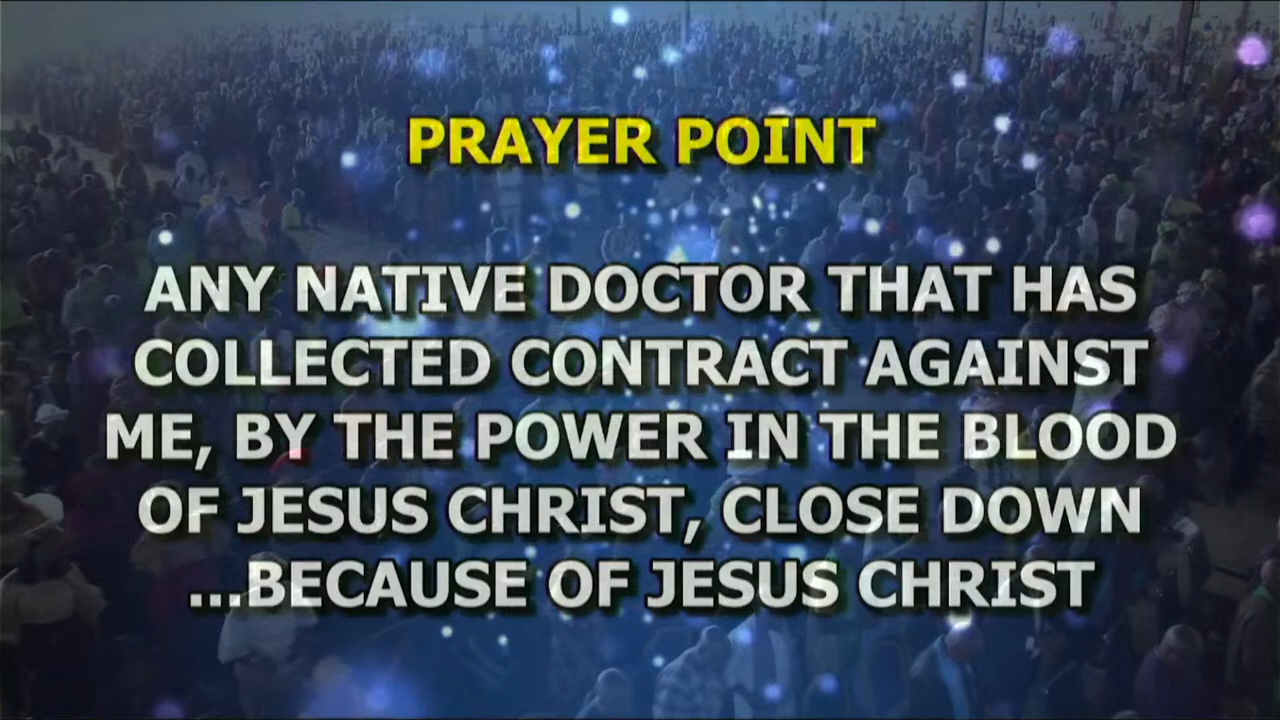 PRAYER POINT
ANY NATIVE DOCTOR THAT HAS
COLLECTED CONTRACT AGAINST
ME, BY THE POWER IN THE BLOOD
OF JESUS CHRIST, CLOSE DOWN
...BECAUSE OF JESUS CHRIST